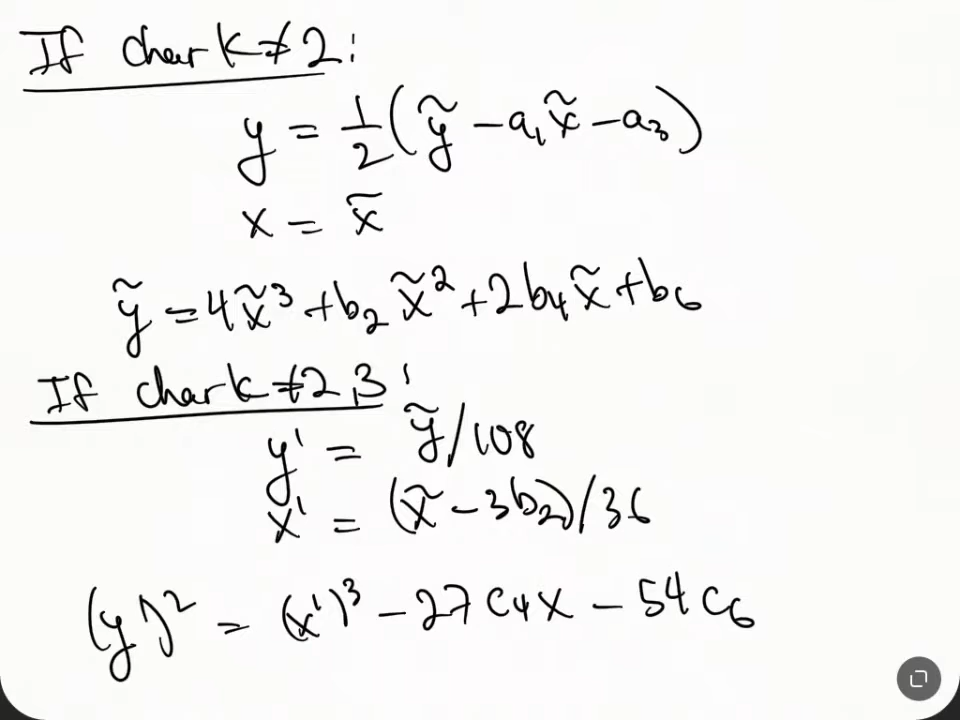 If char k ≠ 2:
y = 1/2 (ỹ - a₁x̃ - a₃)
x = x̃
ỹ = 4x̃³ + b₂x̃² + 2b₄x̃ + b₆
If char k ≠ 2,3:
y' = ỹ/108
x' = (x̃ - 3b₂)/36
(y')² = (x')³ - 27c₄x - 54c₆